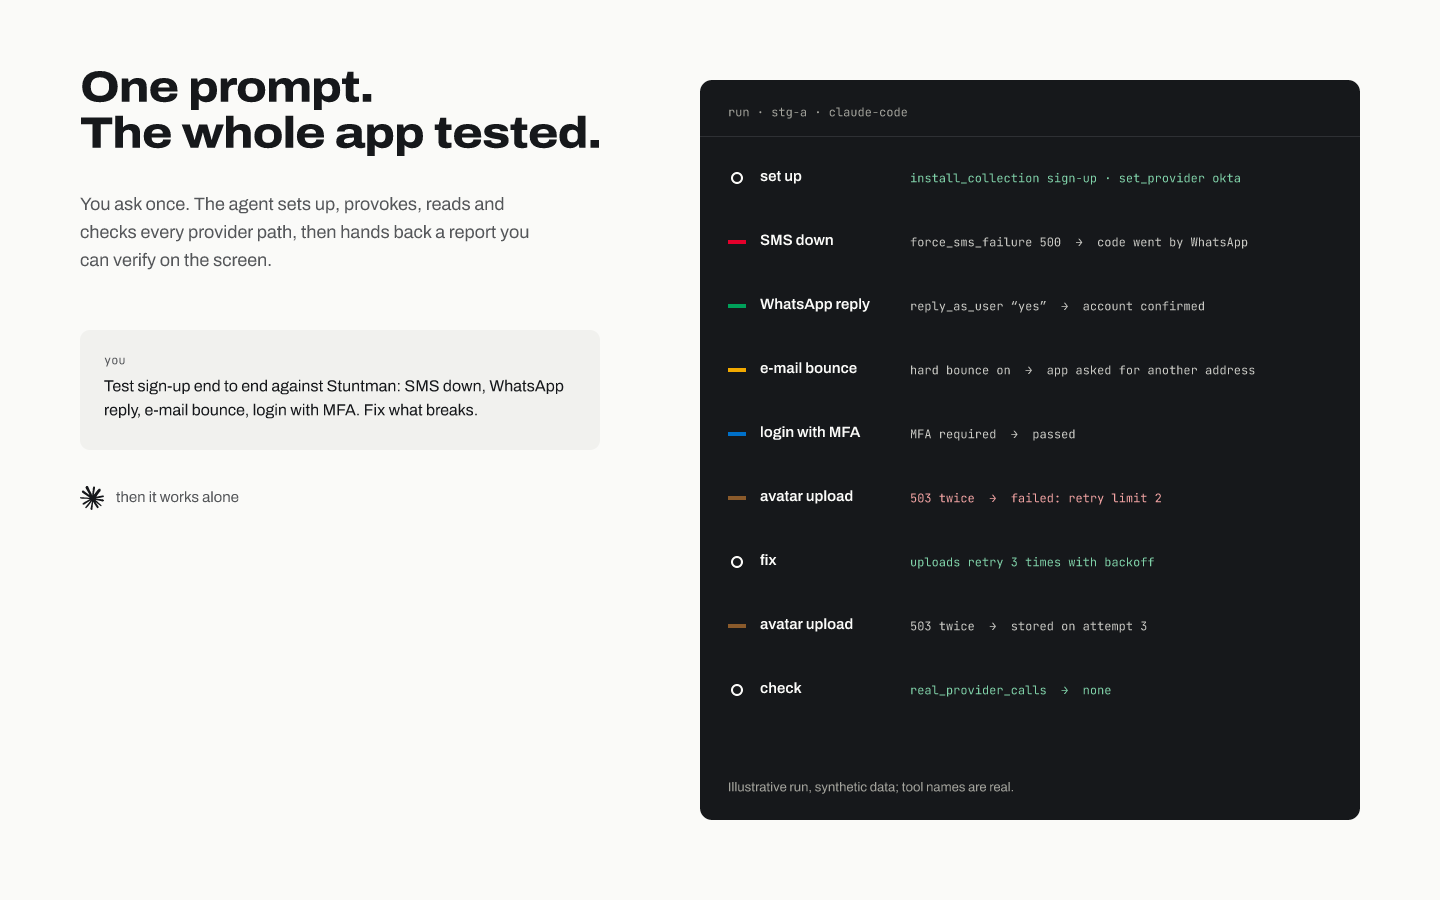 One prompt.
The whole app tested.
You ask once. The agent sets up, provokes, reads and
checks every provider path, then hands back a report you
can verify on the screen.
you
Test sign-up end to end against Stuntman: SMS down, WhatsApp
reply, e-mail bounce, login with MFA. Fix what breaks.
then it works alone
run · stg-a · claude-code
set up install_collection sign-up · set_provider okta
SMS down force_sms_failure 500 → code went by WhatsApp
WhatsApp reply reply_as_user “yes” → account confirmed
e-mail bounce hard bounce on → app asked for another address
login with MFA MFA required → passed
avatar upload 503 twice → failed: retry limit 2
fix uploads retry 3 times with backoff
avatar upload 503 twice → stored on attempt 3
check real_provider_calls → none
Illustrative run, synthetic data; tool names are real.